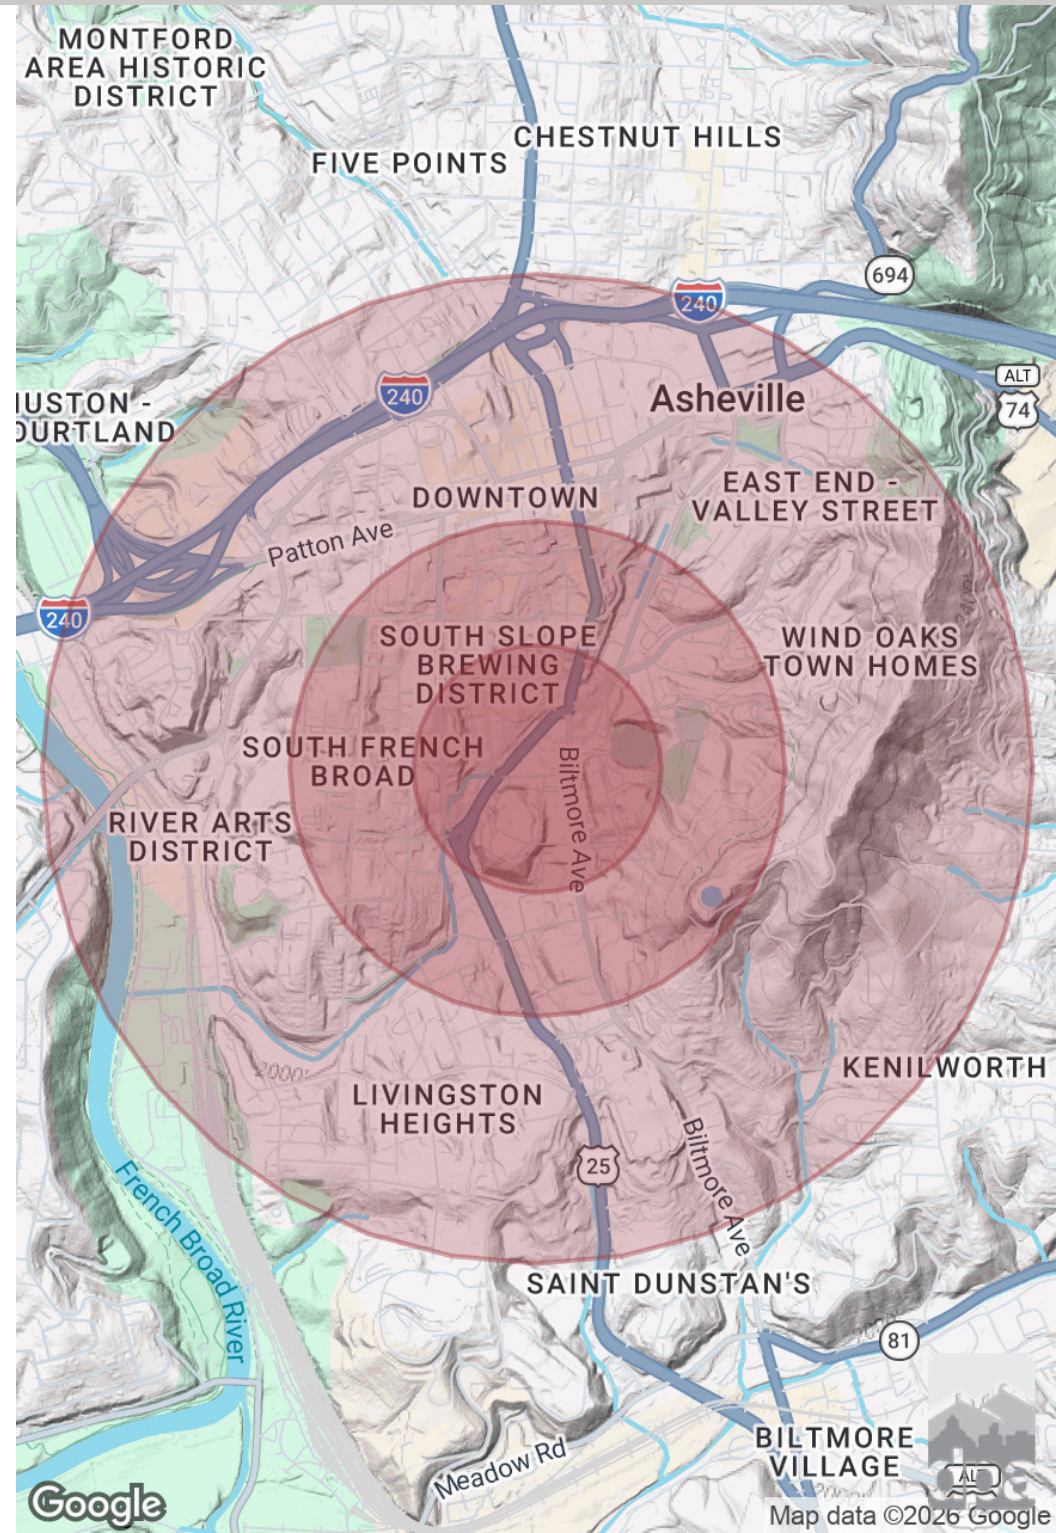 MONTFORD
AREA HISTORIC
DISTRICT
CHESTNUT HILLS
FIVE POINTS
694
240
240
ALT
74
Asheville
OURTLAND
DOWNTOWN
EAST END -
VALLEY STREET
Patton Ave
240
SOUTH SLOPE
BREWING
DISTRICT
WIND OAKS
TOWN HOMES
SOUTH FRENCH
BROAD
Biltmore Ave
RIVER ARTS
DISTRICT
KENILWORTH
2000'
LIVINGSTON
HEIGHTS
25
Biltmore Ave
French Broad River
SAINT DUNSTAN'S
81
BILTMORE
VILLAGE
Meadow Rd
Google
Map data ©2026 Google